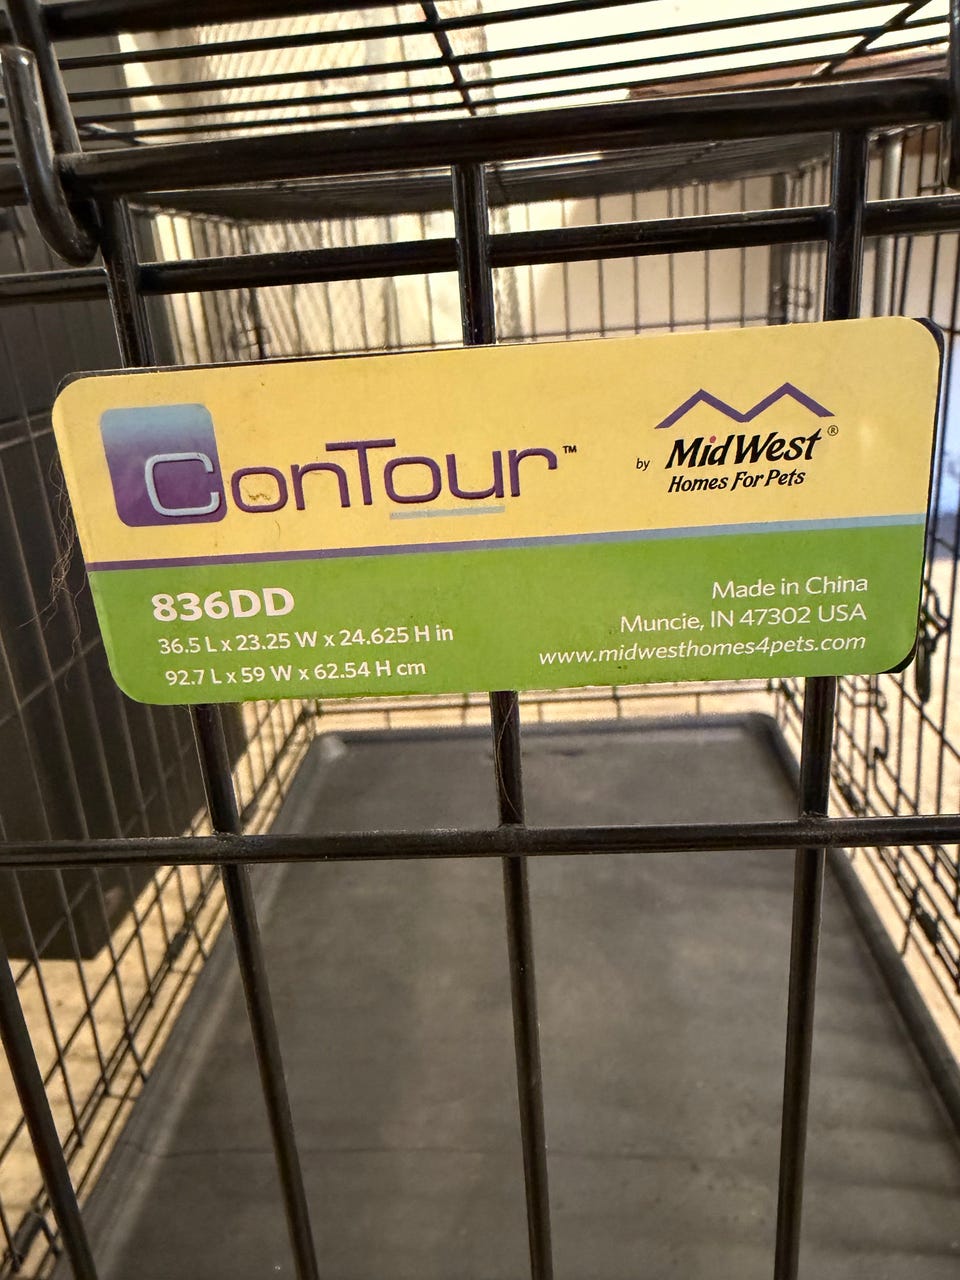 ConTour™
by MidWest®
Homes For Pets
836DD
36.5 L x 23.25 W x 24.625 H in
92.7 L x 59 W x 62.54 H cm
Made in China
Muncie, IN 47302 USA
www.midwesthomes4pets.com